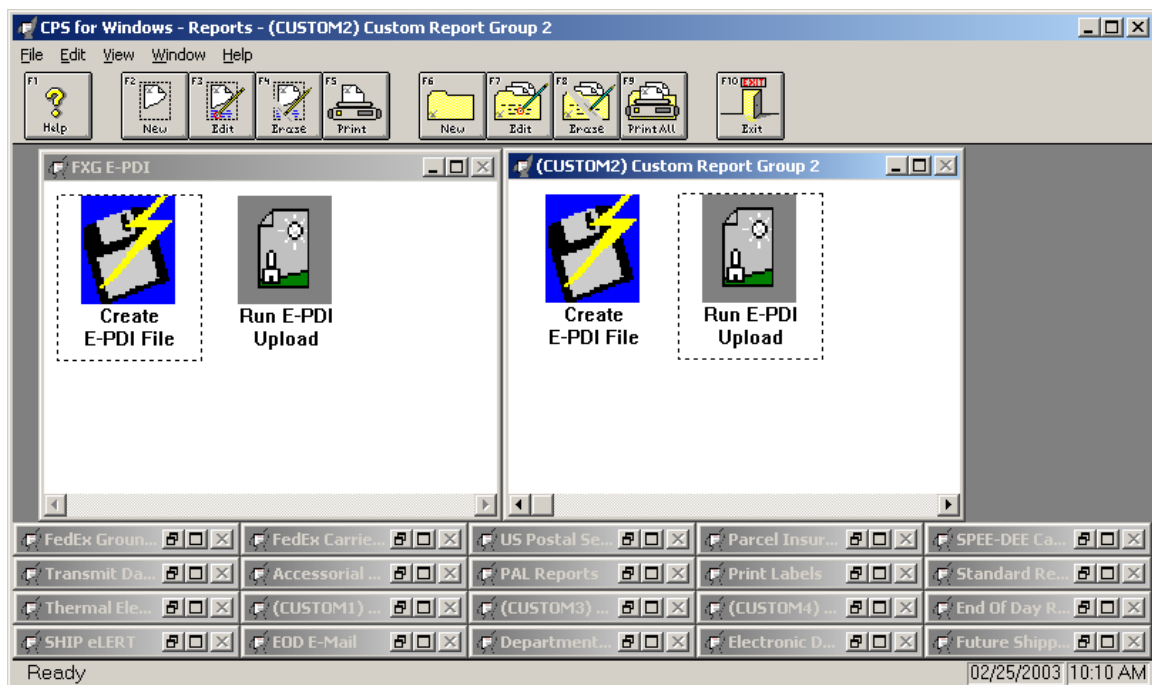 CPS for Windows - Reports - (CUSTOM2) Custom Report Group 2
File Edit View Window Help
F1 Help
F2 New
F3 Edit
F4 Erase
F5 Print
F6 New
F7 Edit
F8 Erase
F9 Print All
F10 EXIT Exit
FXG E-PDI
(CUSTOM2) Custom Report Group 2
Create
E-PDI File
Run E-PDI
Upload
Create
E-PDI File
Run E-PDI
Upload
FedEx Groun... FedEx Carrie... US Postal Se... Parcel Insur... SPEE-DEE Ca...
Transmit Da... Accessorial ... PAL Reports Print Labels Standard Re...
Thermal Ele... (CUSTOM1) ... (CUSTOM3) ... (CUSTOM4) ... End Of Day R...
SHIP eLERT EOD E-Mail Department... Electronic D... Future Shipp...
Ready 02/25/2003 10:10 AM